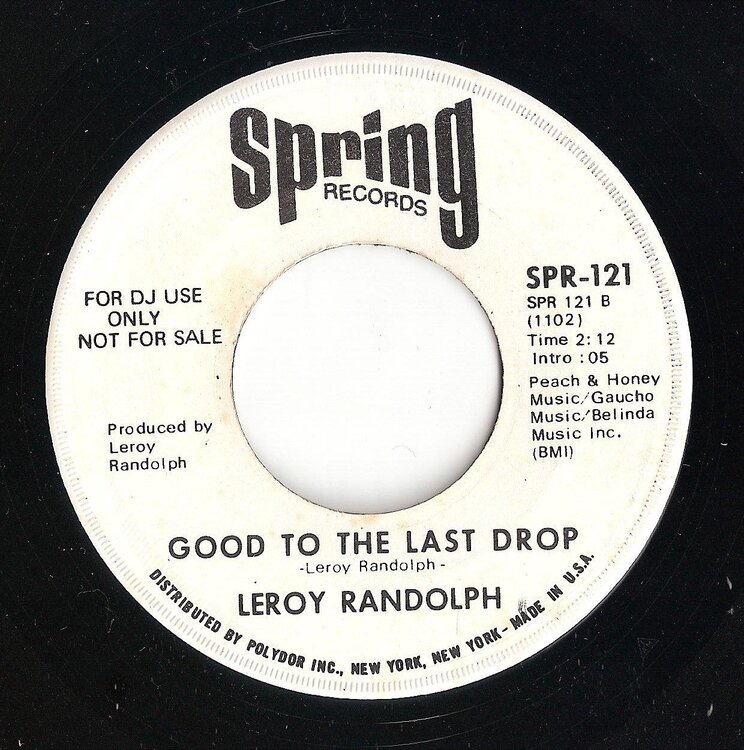 Spring
RECORDS
FOR DJ USE
ONLY
NOT FOR SALE
SPR-121
SPR 121 B
(1102)
Time 2:12
Intro :05
Peach & Honey
Music/Gaucho
Music/Belinda
Music Inc.
(BMI)
Produced by
Leroy
Randolph
GOOD TO THE LAST DROP
-Leroy Randolph-
LEROY RANDOLPH
DISTRIBUTED BY POLYDOR INC., NEW YORK, NEW YORK-MADE IN U.S.A.